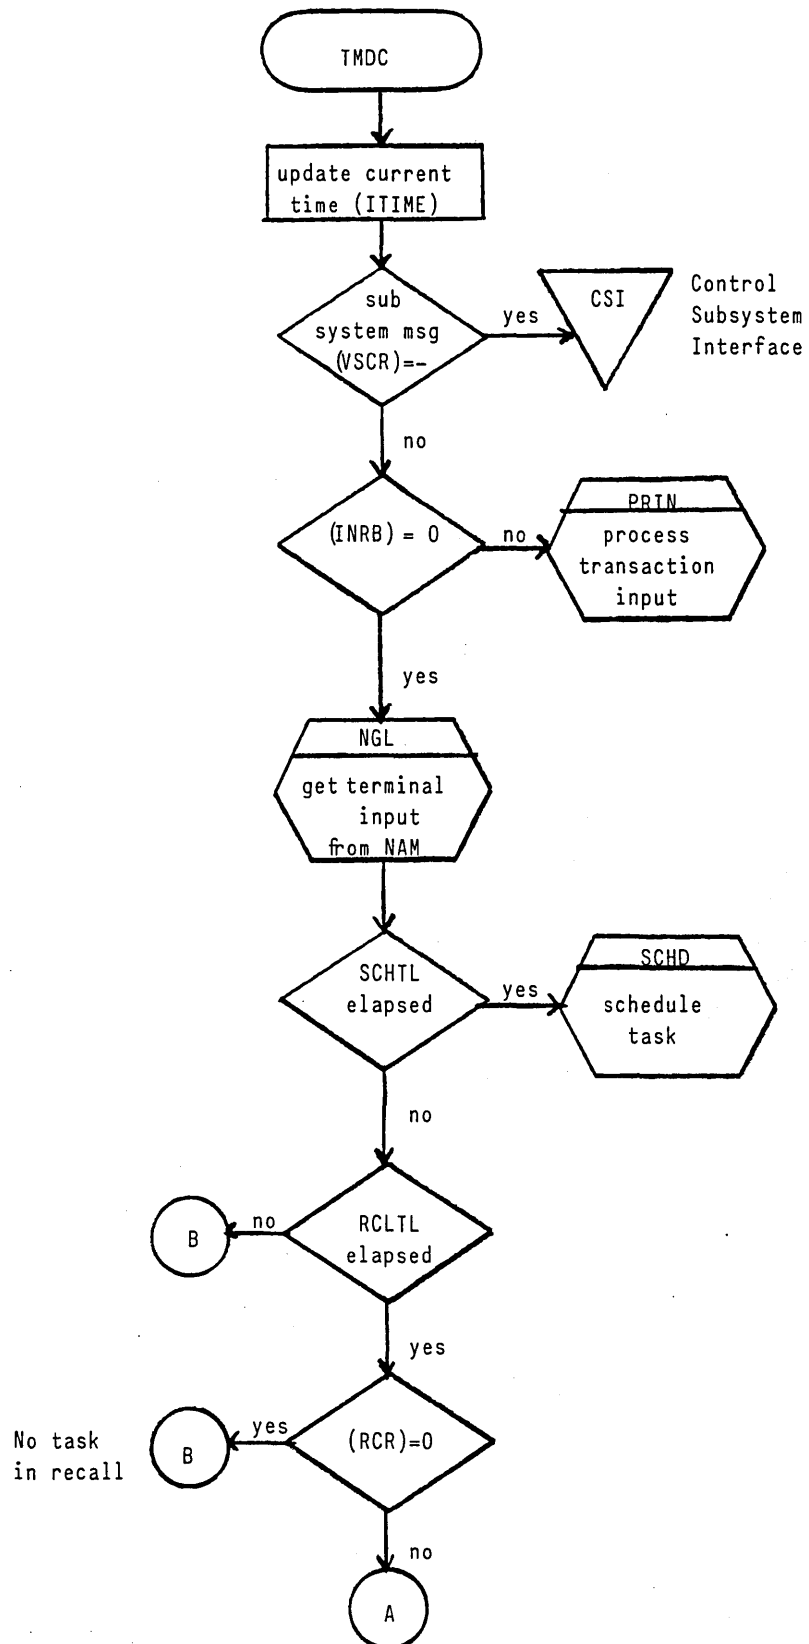 TMDC
update current
time (ITIME)
sub
system msg
(VSCR)=-
yes
CSI
Control
Subsystem
Interface
no
(INRB) = 0
no
PRIN
process
transaction
input
yes
NGL
get terminal
input
from NAM
SCHTL
elapsed
yes
SCHD
schedule
task
no
B
no
RCLTL
elapsed
yes
No task
in recall
B
yes
(RCR)=0
no
A